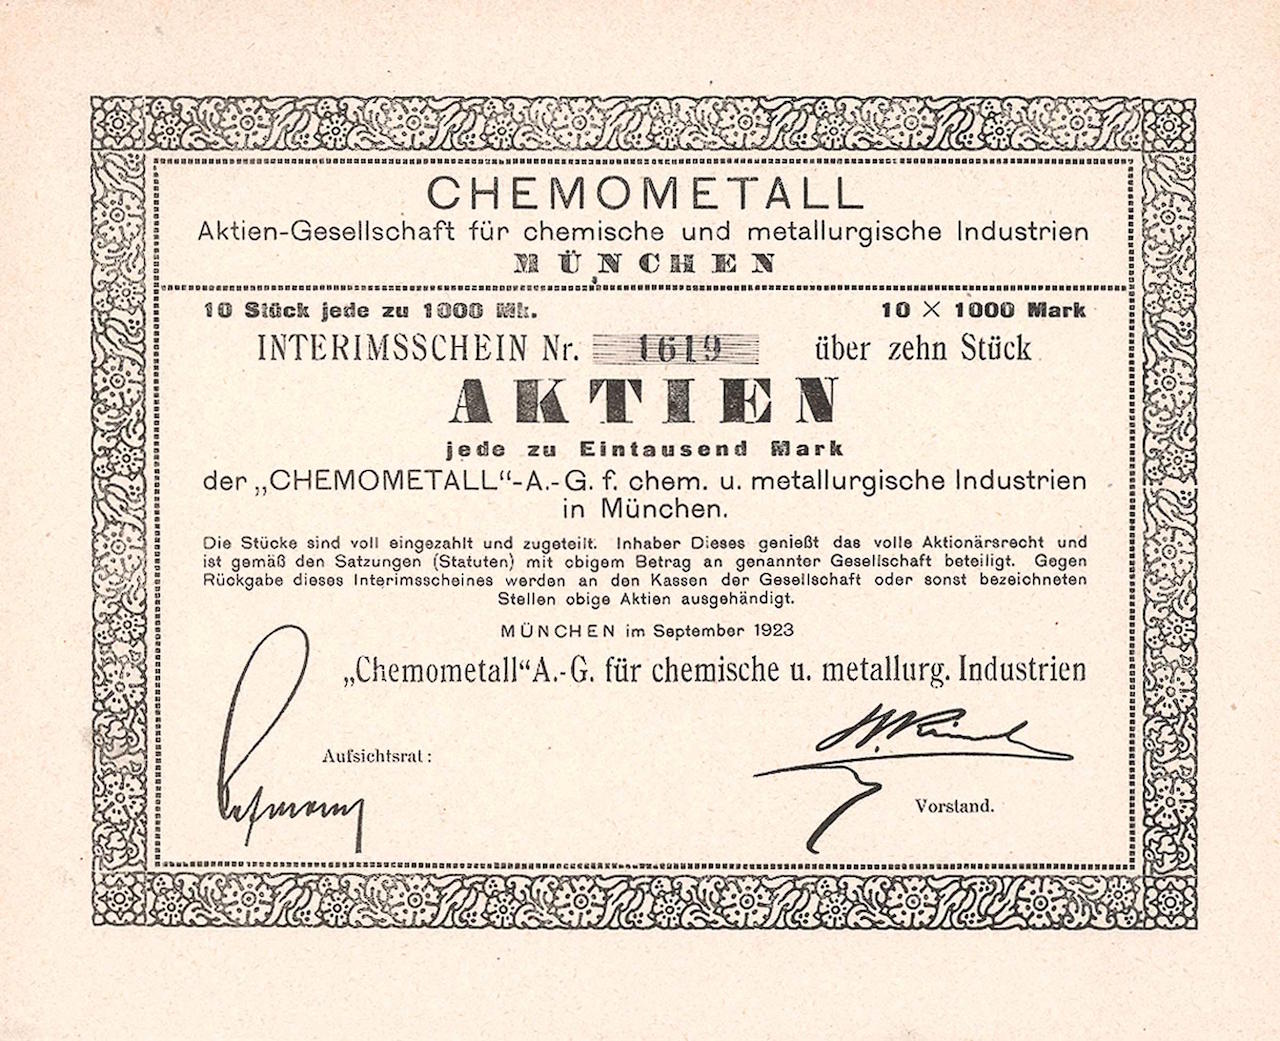 CHEMOMETALL
Aktien-Gesellschaft für chemische und metallurgische Industrien
MÜNCHEN
10 Stück jede zu 1000 Mk. 10 × 1000 Mark
INTERIMSSCHEIN Nr. 1619 über zehn Stück
AKTIEN
jede zu Eintausend Mark
der „CHEMOMETALL“-A.-G. f. chem. u. metallurgische Industrien
in München.
Die Stücke sind voll eingezahlt und zugeteilt. Inhaber Dieses genießt das volle Aktionärsrecht und
ist gemäß den Satzungen (Statuten) mit obigem Betrag an genannter Gesellschaft beteiligt. Gegen
Rückgabe dieses Interimsscheines werden an den Kassen der Gesellschaft oder sonst bezeichneten
Stellen obige Aktien ausgehändigt.
MÜNCHEN im September 1923
„Chemometall“A.-G. für chemische u. metallurg. Industrien
Aufsichtsrat:
Vorstand.